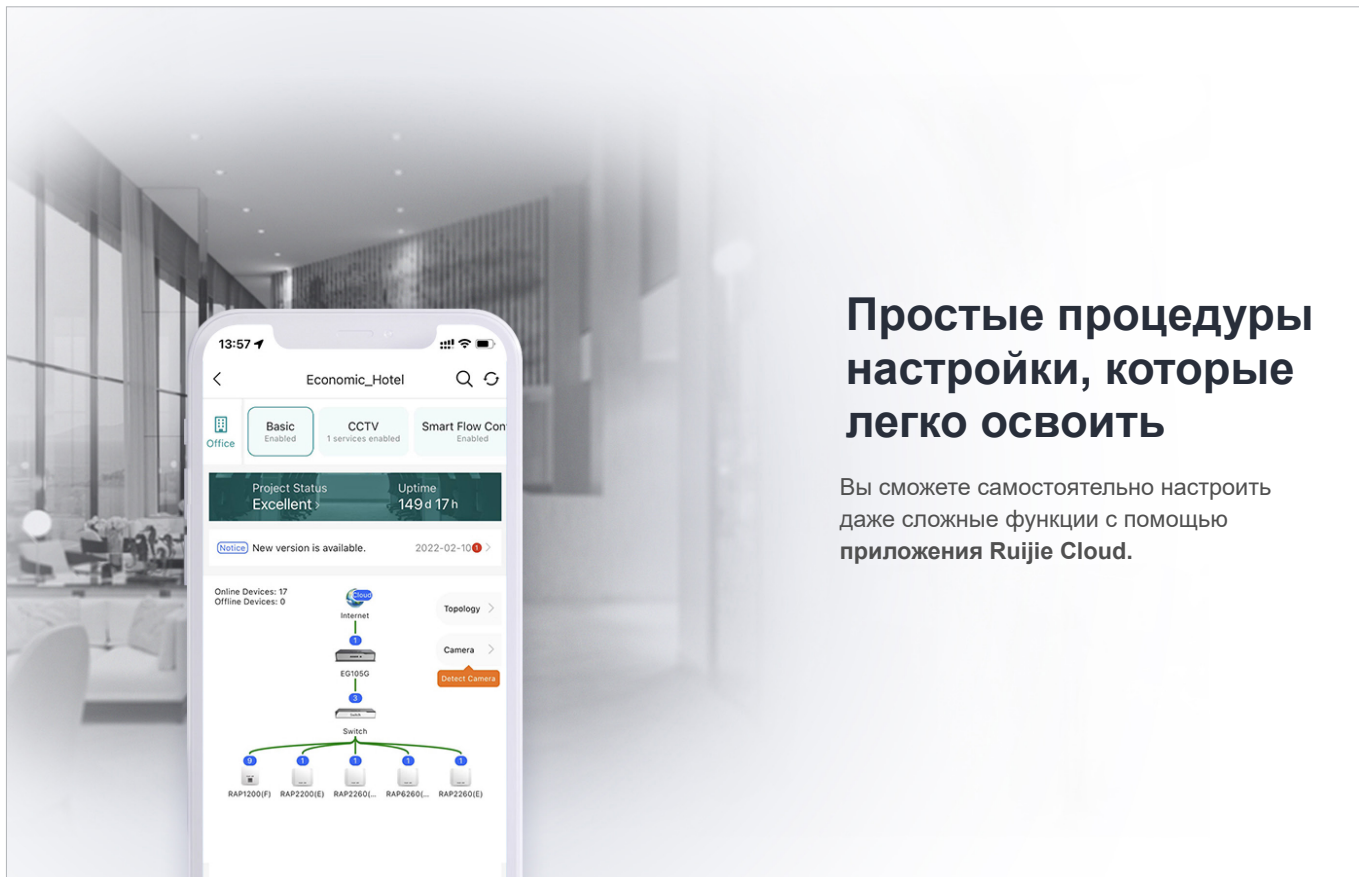 13:57
Economic_Hotel
Office
Basic
Enabled
CCTV
1 services enabled
Smart Flow Con
Enabled
Project Status
Excellent
Uptime
149 d 17 h
Notice New version is available. 2022-02-10 1
Online Devices: 17
Offline Devices: 0
Cloud
Internet
Topology
1
Camera
EG105G
Detect Camera
3
Switch
Switch
9 1 1 1 1
RAP1200(F) RAP2200(E) RAP2260(... RAP6260(... RAP2260(E)
Простые процедуры
настройки, которые
легко освоить
Вы сможете самостоятельно настроить
даже сложные функции с помощью
приложения Ruijie Cloud.